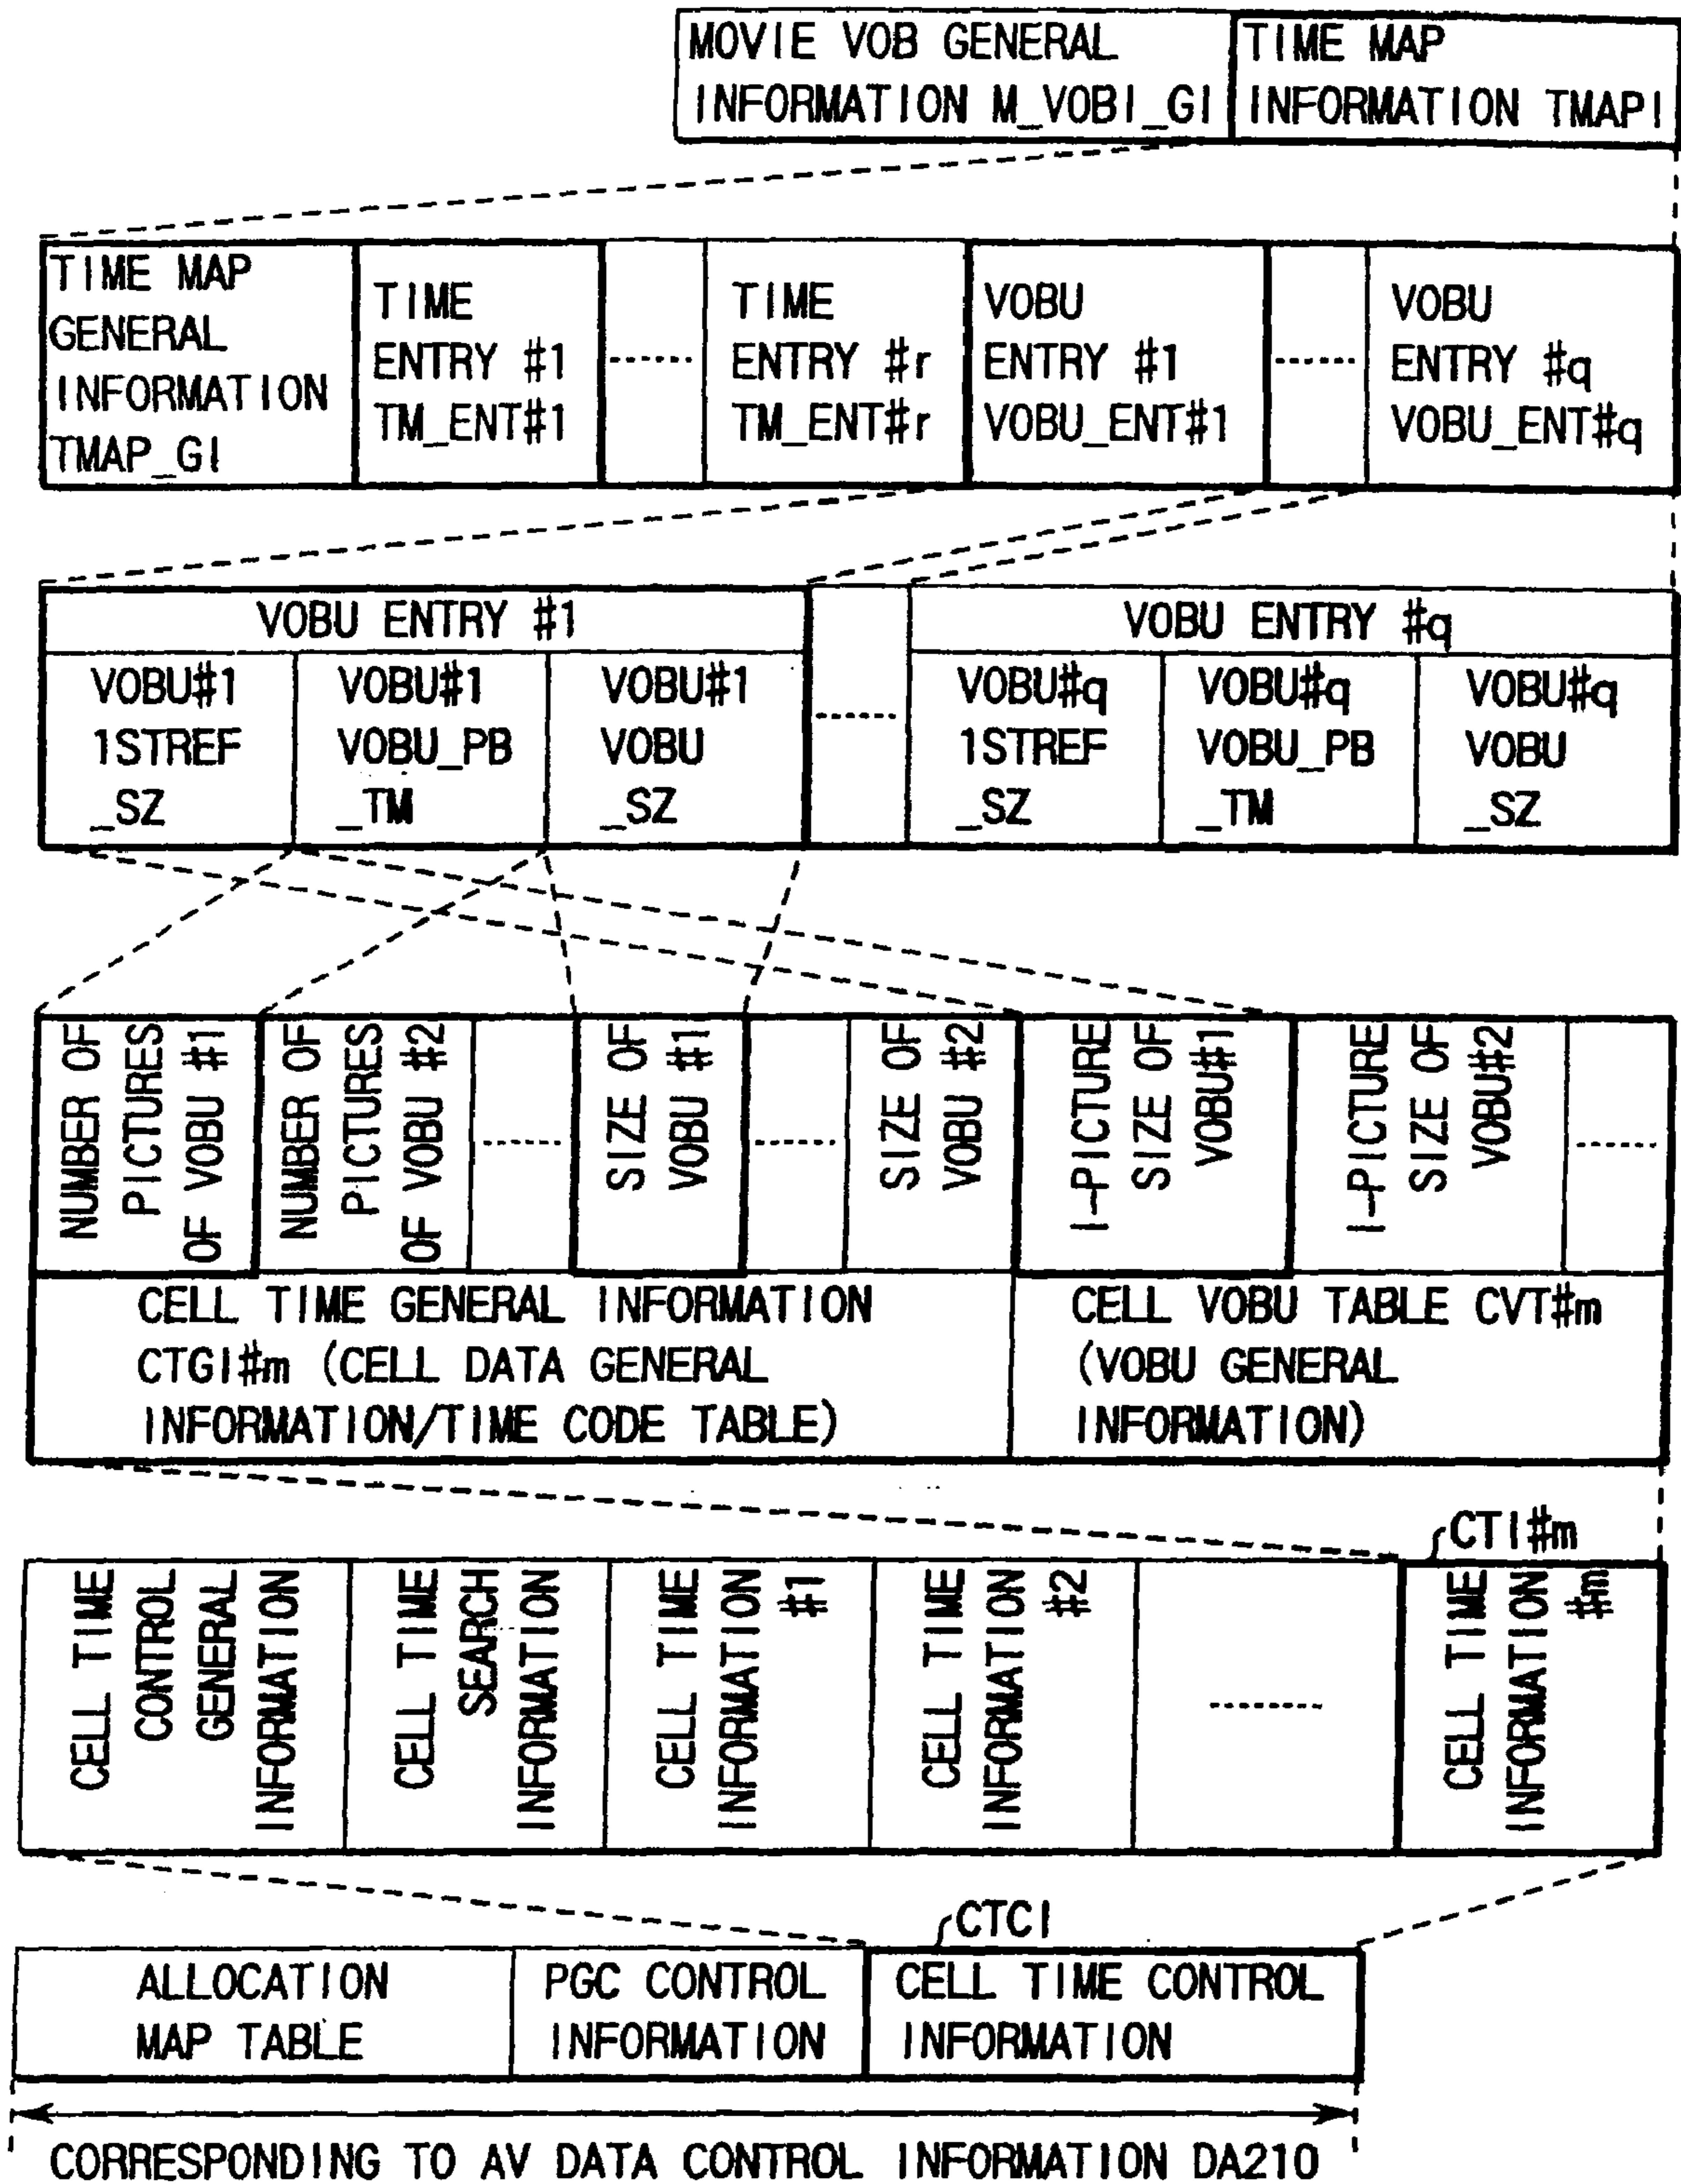 MOVIE VOB GENERAL
INFORMATION M_VOBI_GI
TIME MAP
INFORMATION TMAPI
TIME MAP
GENERAL
INFORMATION
TMAP_GI
TIME
ENTRY #1
TM_ENT#1
TIME
ENTRY #r
TM_ENT#r
VOBU
ENTRY #1
VOBU_ENT#1
VOBU
ENTRY #q
VOBU_ENT#q
VOBU ENTRY #1
VOBU ENTRY #q
VOBU#1
1STREF
_SZ
VOBU#1
VOBU_PB
_TM
VOBU#1
VOBU
_SZ
VOBU#q
1STREF
_SZ
VOBU#q
VOBU_PB
_TM
VOBU#q
VOBU
_SZ
NUMBER OF
PICTURES
OF VOBU #1
NUMBER OF
PICTURES
OF VOBU #2
SIZE OF
VOBU #1
SIZE OF
VOBU #2
I-PICTURE
SIZE OF
VOBU#1
I-PICTURE
SIZE OF
VOBU#2
CELL TIME GENERAL INFORMATION
CTGI#m (CELL DATA GENERAL
INFORMATION/TIME CODE TABLE)
CELL VOBU TABLE CVT#m
(VOBU GENERAL
INFORMATION)
CTI#m
CELL TIME
CONTROL
GENERAL
INFORMATION
CELL TIME
SEARCH
INFORMATION
CELL TIME
INFORMATION
#1
CELL TIME
INFORMATION
#2
CELL TIME
INFORMATION
#m
CTCI
ALLOCATION
MAP TABLE
PGC CONTROL
INFORMATION
CELL TIME CONTROL
INFORMATION
CORRESPONDING TO AV DATA CONTROL INFORMATION DA210